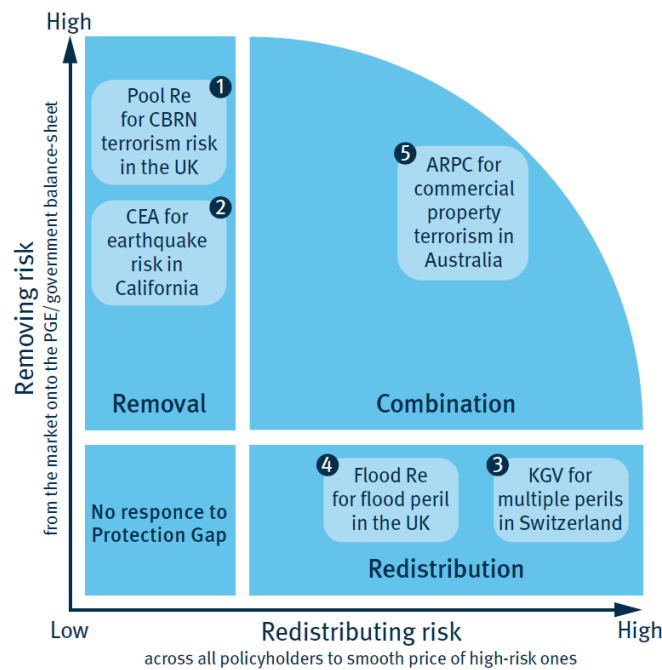 High
Removing risk
from the market onto the PGE/government balance-sheet
1
Pool Re
for CBRN
terrorism risk
in the UK
2
CEA for
earthquake
risk in
California
Removal
5
ARPC for
commercial
property
terrorism in
Australia
Combination
No responce to
Protection Gap
4
Flood Re
for flood peril
in the UK
3
KGV for
multiple perils
in Switzerland
Redistribution
Low
Redistributing risk
High
across all policyholders to smooth price of high-risk ones